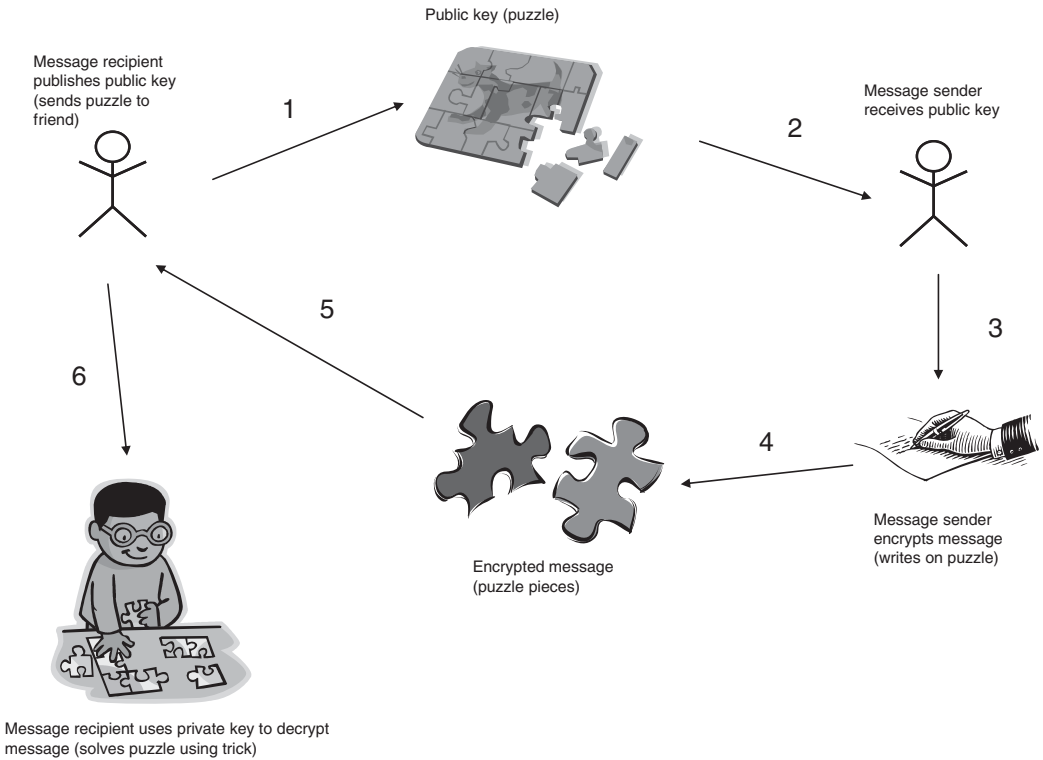 Public key (puzzle)
Message recipient
publishes public key
(sends puzzle to
friend)
1
2
Message sender
receives public key
3
Message sender
encrypts message
(writes on puzzle)
4
Encrypted message
(puzzle pieces)
5
6
Message recipient uses private key to decrypt
message (solves puzzle using trick)